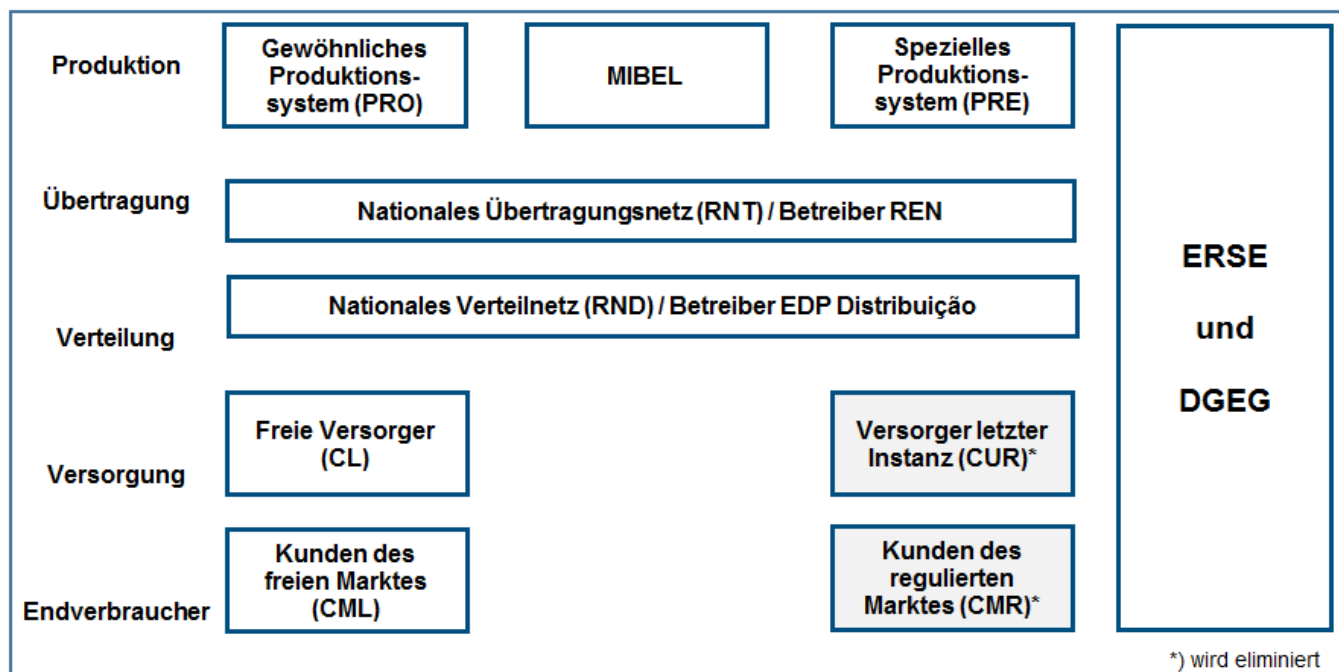 Produktion
Gewöhnliches
Produktions-
system (PRO)
MIBEL
Spezielles
Produktions-
system (PRE)
Übertragung
Nationales Übertragungsnetz (RNT) / Betreiber REN
Verteilung
Nationales Verteilnetz (RND) / Betreiber EDP Distribuição
Versorgung
Freie Versorger
(CL)
Versorger letzter
Instanz (CUR)*
Endverbraucher
Kunden des
freien Marktes
(CML)
Kunden des
regulierten
Marktes (CMR)*
ERSE
und
DGEG
*) wird eliminiert